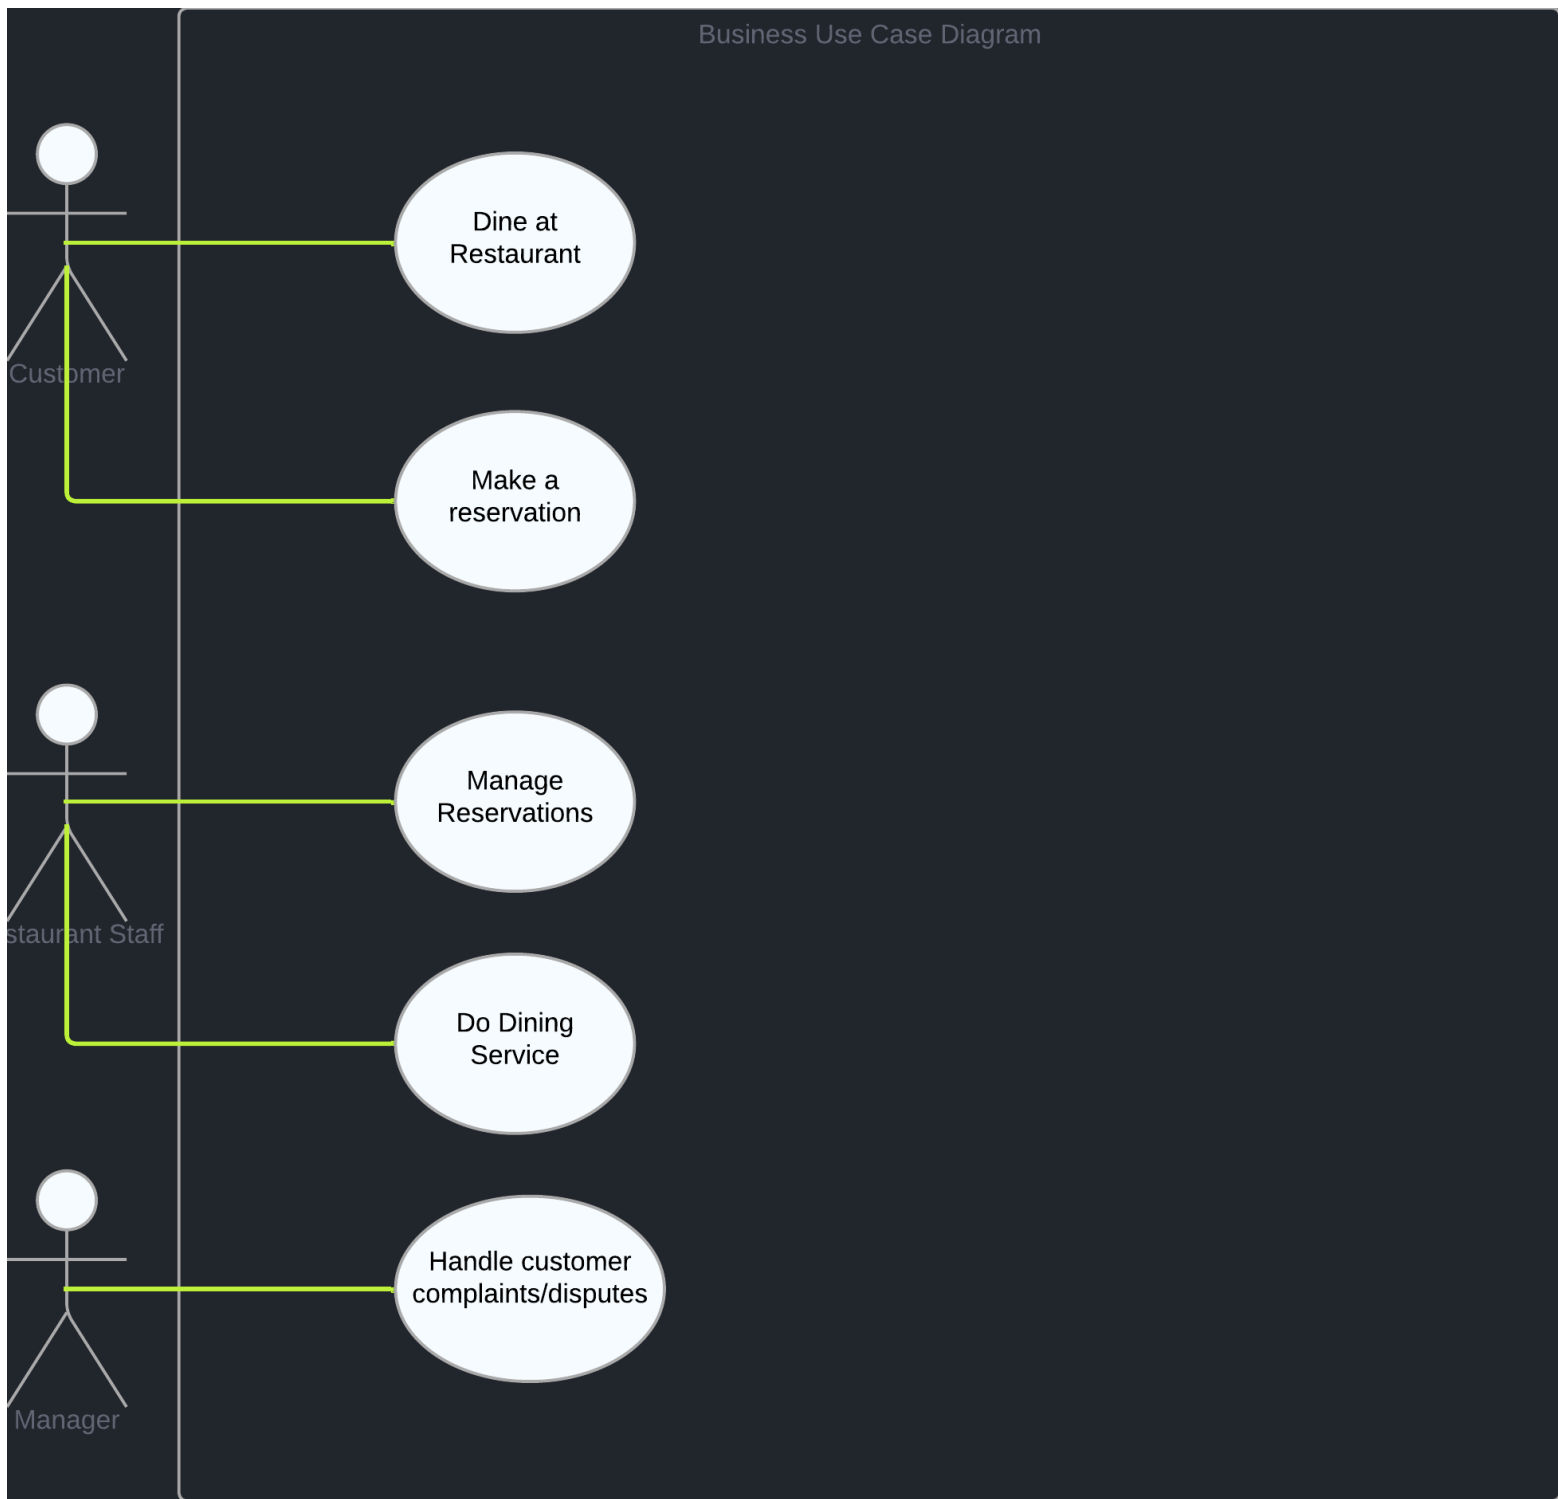 Business Use Case Diagram
Dine at
Restaurant
Customer
Make a
reservation
Manage
Reservations
staurant Staff
Do Dining
Service
Handle customer
complaints/disputes
Manager